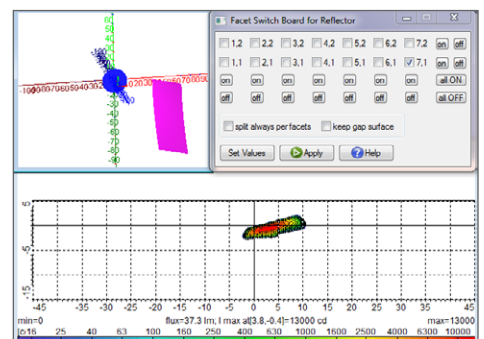 Facet Switch Board for Reflector
1,2 2,2 3,2 4,2 5,2 6,2 7,2 on off
1,1 2,1 3,1 4,1 5,1 6,1 7,1 on off
on on on on on on on all ON
off off off off off off off all OFF
split always per facets keep gap surface
Set Values Apply Help
-45 -40 -35 -30 -25 -20 -15 -10 -5 0 5 10 15 20 25 30 35 45
min=0 flux=37.3 lm, I max at[3.8,-0.4]=13000 cd max=13000
25 40 63 100 160 250 400 630 1000 1600 2500 4000 6300 10000